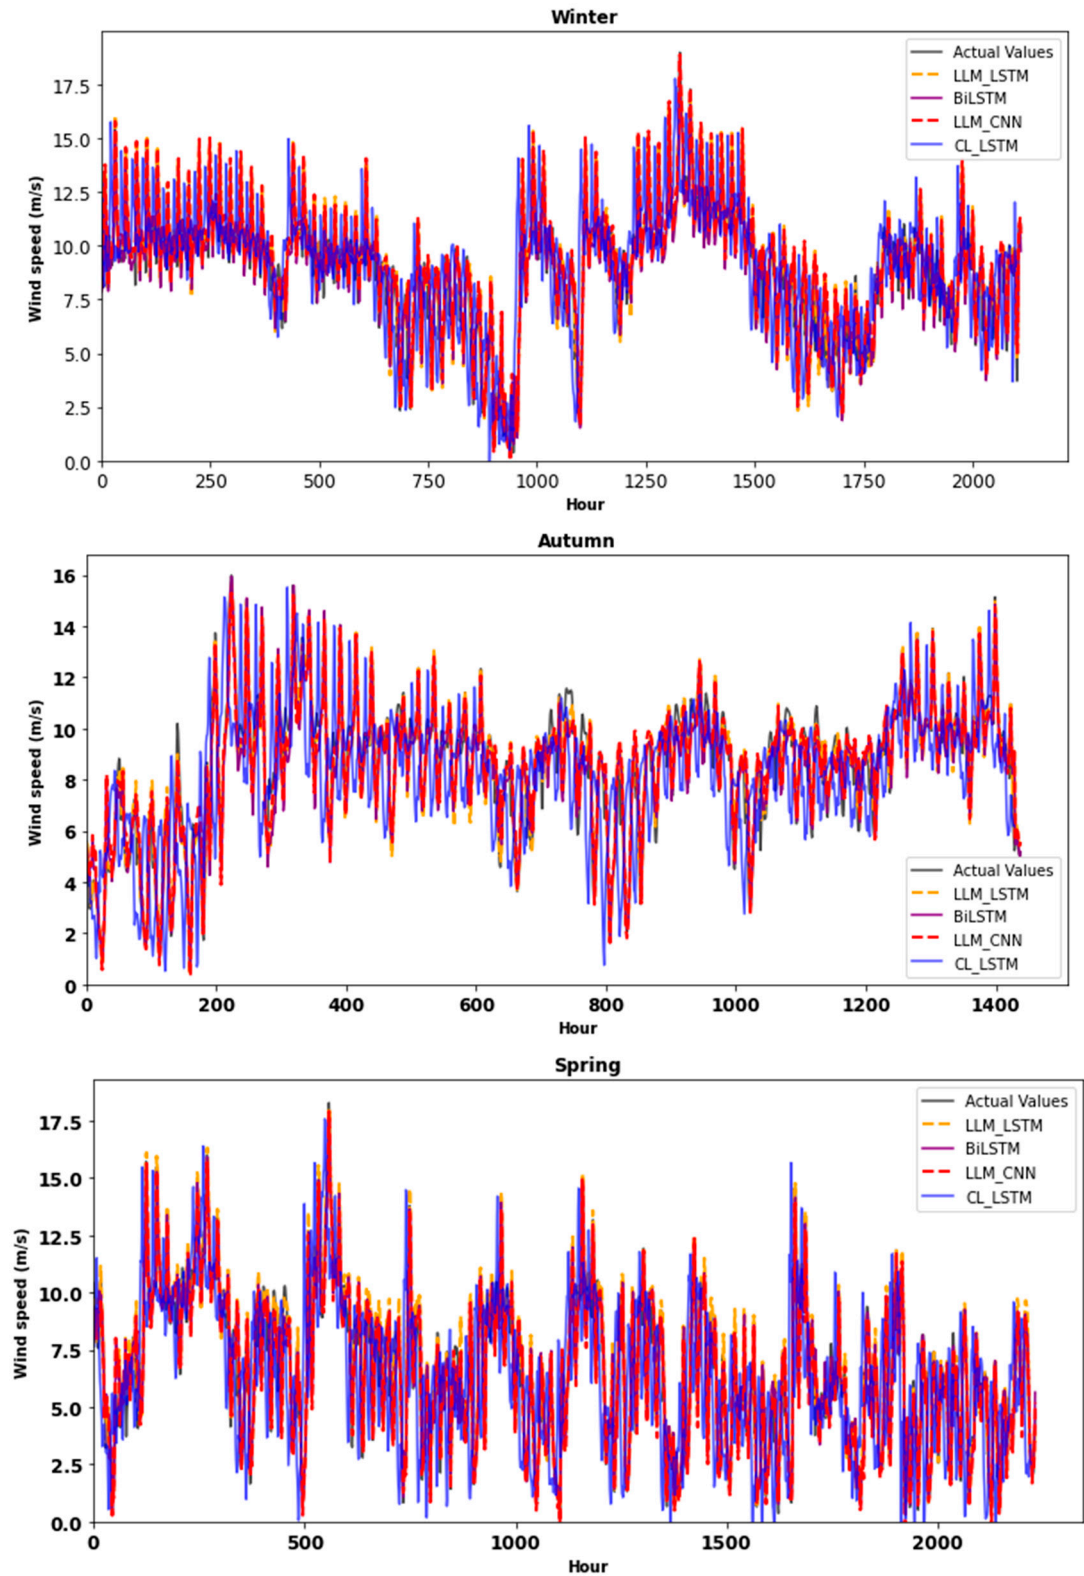 Winter
Wind speed (m/s)
17.5
15.0
12.5
10.0
7.5
5.0
2.5
0.0
Actual Values
LLM_LSTM
BiLSTM
LLM_CNN
CL_LSTM
0 250 500 750 1000 1250 1500 1750 2000
Hour
Autumn
Wind speed (m/s)
16
14
12
10
8
6
4
2
0
Actual Values
LLM_LSTM
BiLSTM
LLM_CNN
CL_LSTM
0 200 400 600 800 1000 1200 1400
Hour
Spring
Wind speed (m/s)
17.5
15.0
12.5
10.0
7.5
5.0
2.5
0.0
Actual Values
LLM_LSTM
BiLSTM
LLM_CNN
CL_LSTM
0 500 1000 1500 2000
Hour